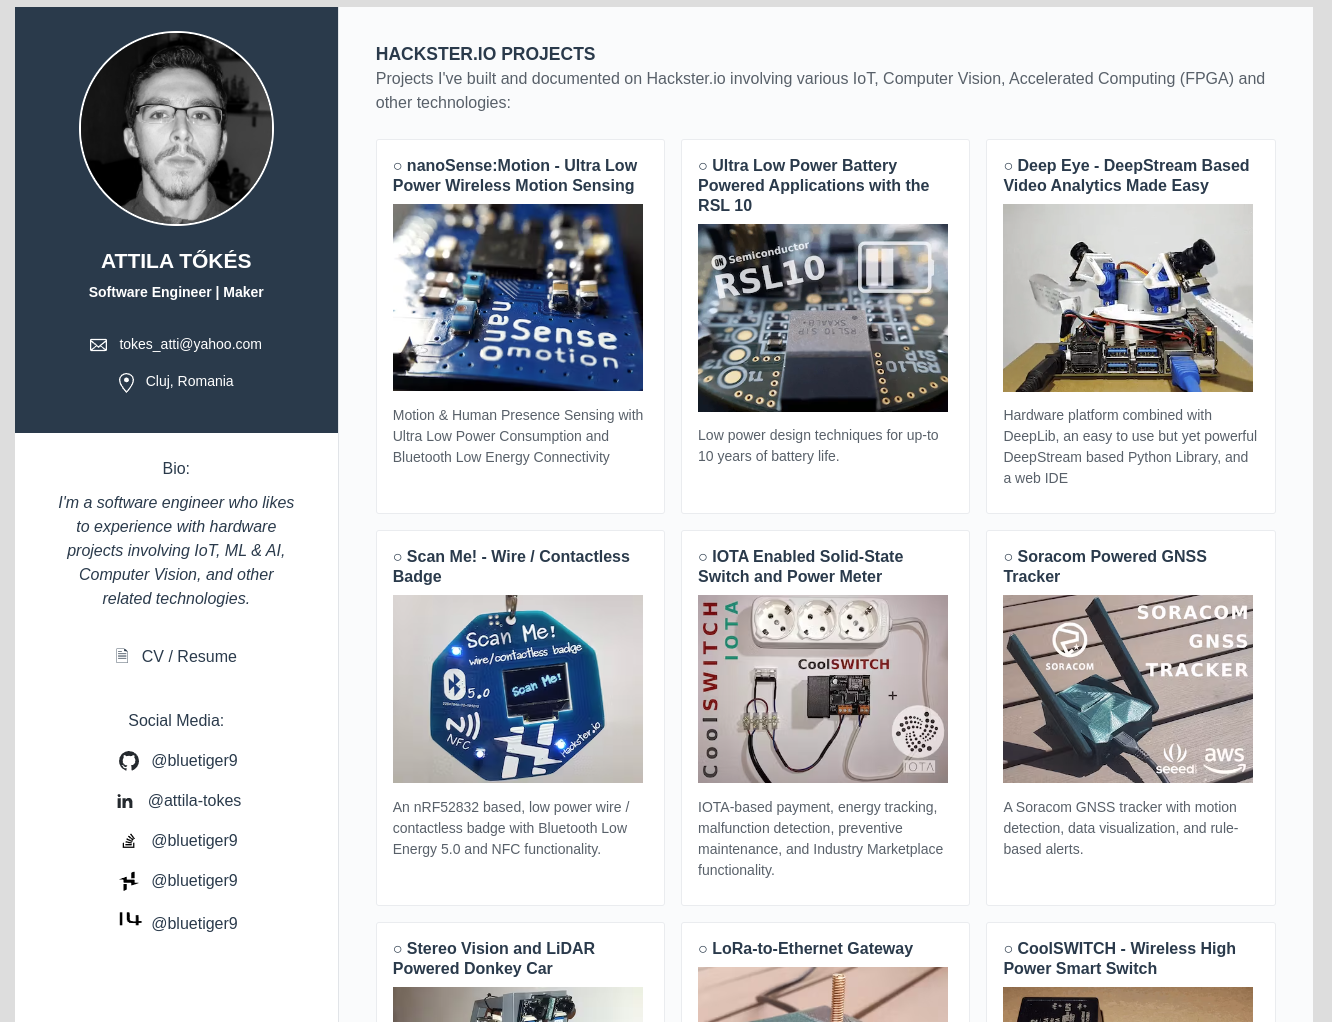 ATTILA TŐKÉS
Software Engineer | Maker
tokes_atti@yahoo.com
Cluj, Romania
Bio:
I'm a software engineer who likes
to experience with hardware
projects involving IoT, ML & AI,
Computer Vision, and other
related technologies.
CV / Resume
Social Media:
@bluetiger9
in @attila-tokes
@bluetiger9
@bluetiger9
@bluetiger9
HACKSTER.IO PROJECTS
Projects I've built and documented on Hackster.io involving various IoT, Computer Vision, Accelerated Computing (FPGA) and
other technologies:
○ nanoSense:Motion - Ultra Low
Power Wireless Motion Sensing
nano
Sense
motion
Motion & Human Presence Sensing with
Ultra Low Power Consumption and
Bluetooth Low Energy Connectivity
○ Ultra Low Power Battery
Powered Applications with the
RSL 10
ON Semiconductor
RSL10
RSL10 SIP
RSL10
T1
Low power design techniques for up-to
10 years of battery life.
○ Deep Eye - DeepStream Based
Video Analytics Made Easy
Hardware platform combined with
DeepLib, an easy to use but yet powerful
DeepStream based Python Library, and
a web IDE
○ Scan Me! - Wire / Contactless
Badge
Scan Me!
wire/contactless badge
5.0
Scan Me!
NFC
Hackster.io
An nRF52832 based, low power wire /
contactless badge with Bluetooth Low
Energy 5.0 and NFC functionality.
○ IOTA Enabled Solid-State
Switch and Power Meter
CoolSWITCH
IOTA
CoolSWITCH
+
IOTA
IOTA-based payment, energy tracking,
malfunction detection, preventive
maintenance, and Industry Marketplace
functionality.
○ Soracom Powered GNSS
Tracker
SORACOM
GNSS
TRACKER
SORACOM
seeed
aws
A Soracom GNSS tracker with motion
detection, data visualization, and rule-
based alerts.
○ Stereo Vision and LiDAR
Powered Donkey Car
○ LoRa-to-Ethernet Gateway
○ CoolSWITCH - Wireless High
Power Smart Switch